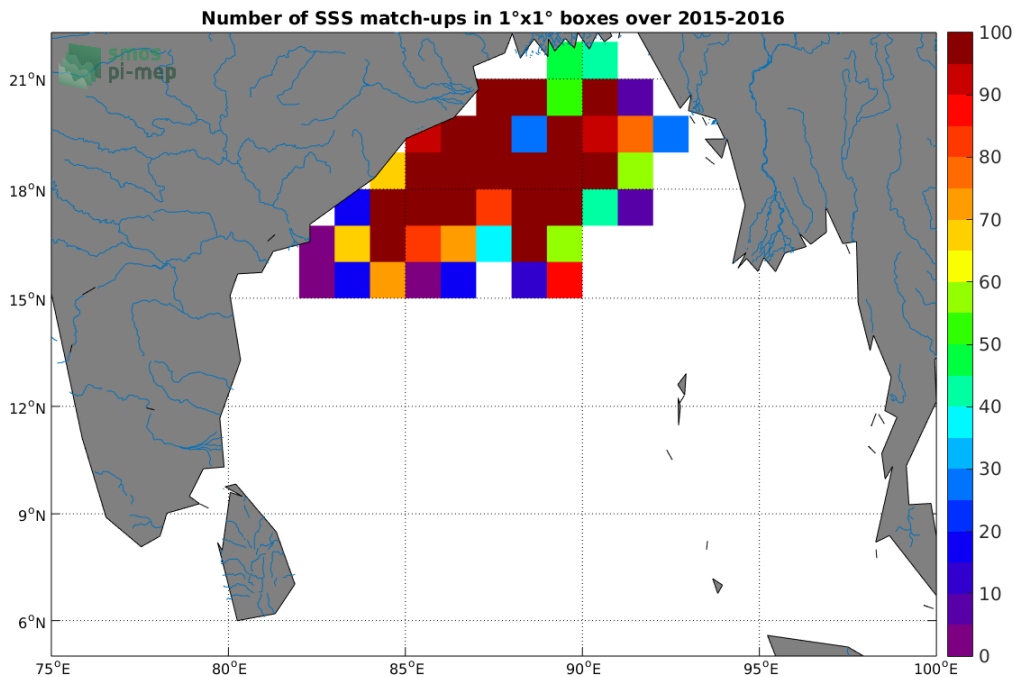 Number of SSS match-ups in 1°x1° boxes over 2015-2016
smos
pi-mep
21°N
18°N
15°N
12°N
9°N
6°N
75°E
80°E
85°E
90°E
95°E
100°E
100
90
80
70
60
50
40
30
20
10
0